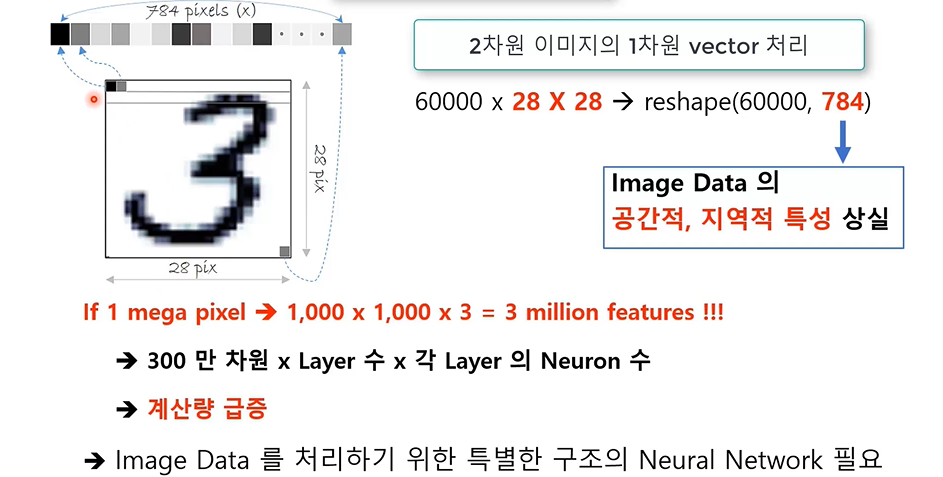 784 pixels (x)
2차원 이미지의 1차원 vector 처리
60000 x 28 X 28 → reshape(60000, 784)
28 pix
28 pix
Image Data 의
공간적, 지역적 특성 상실
If 1 mega pixel → 1,000 x 1,000 x 3 = 3 million features !!!
→ 300 만 차원 x Layer 수 x 각 Layer 의 Neuron 수
→ 계산량 급증
→ Image Data 를 처리하기 위한 특별한 구조의 Neural Network 필요